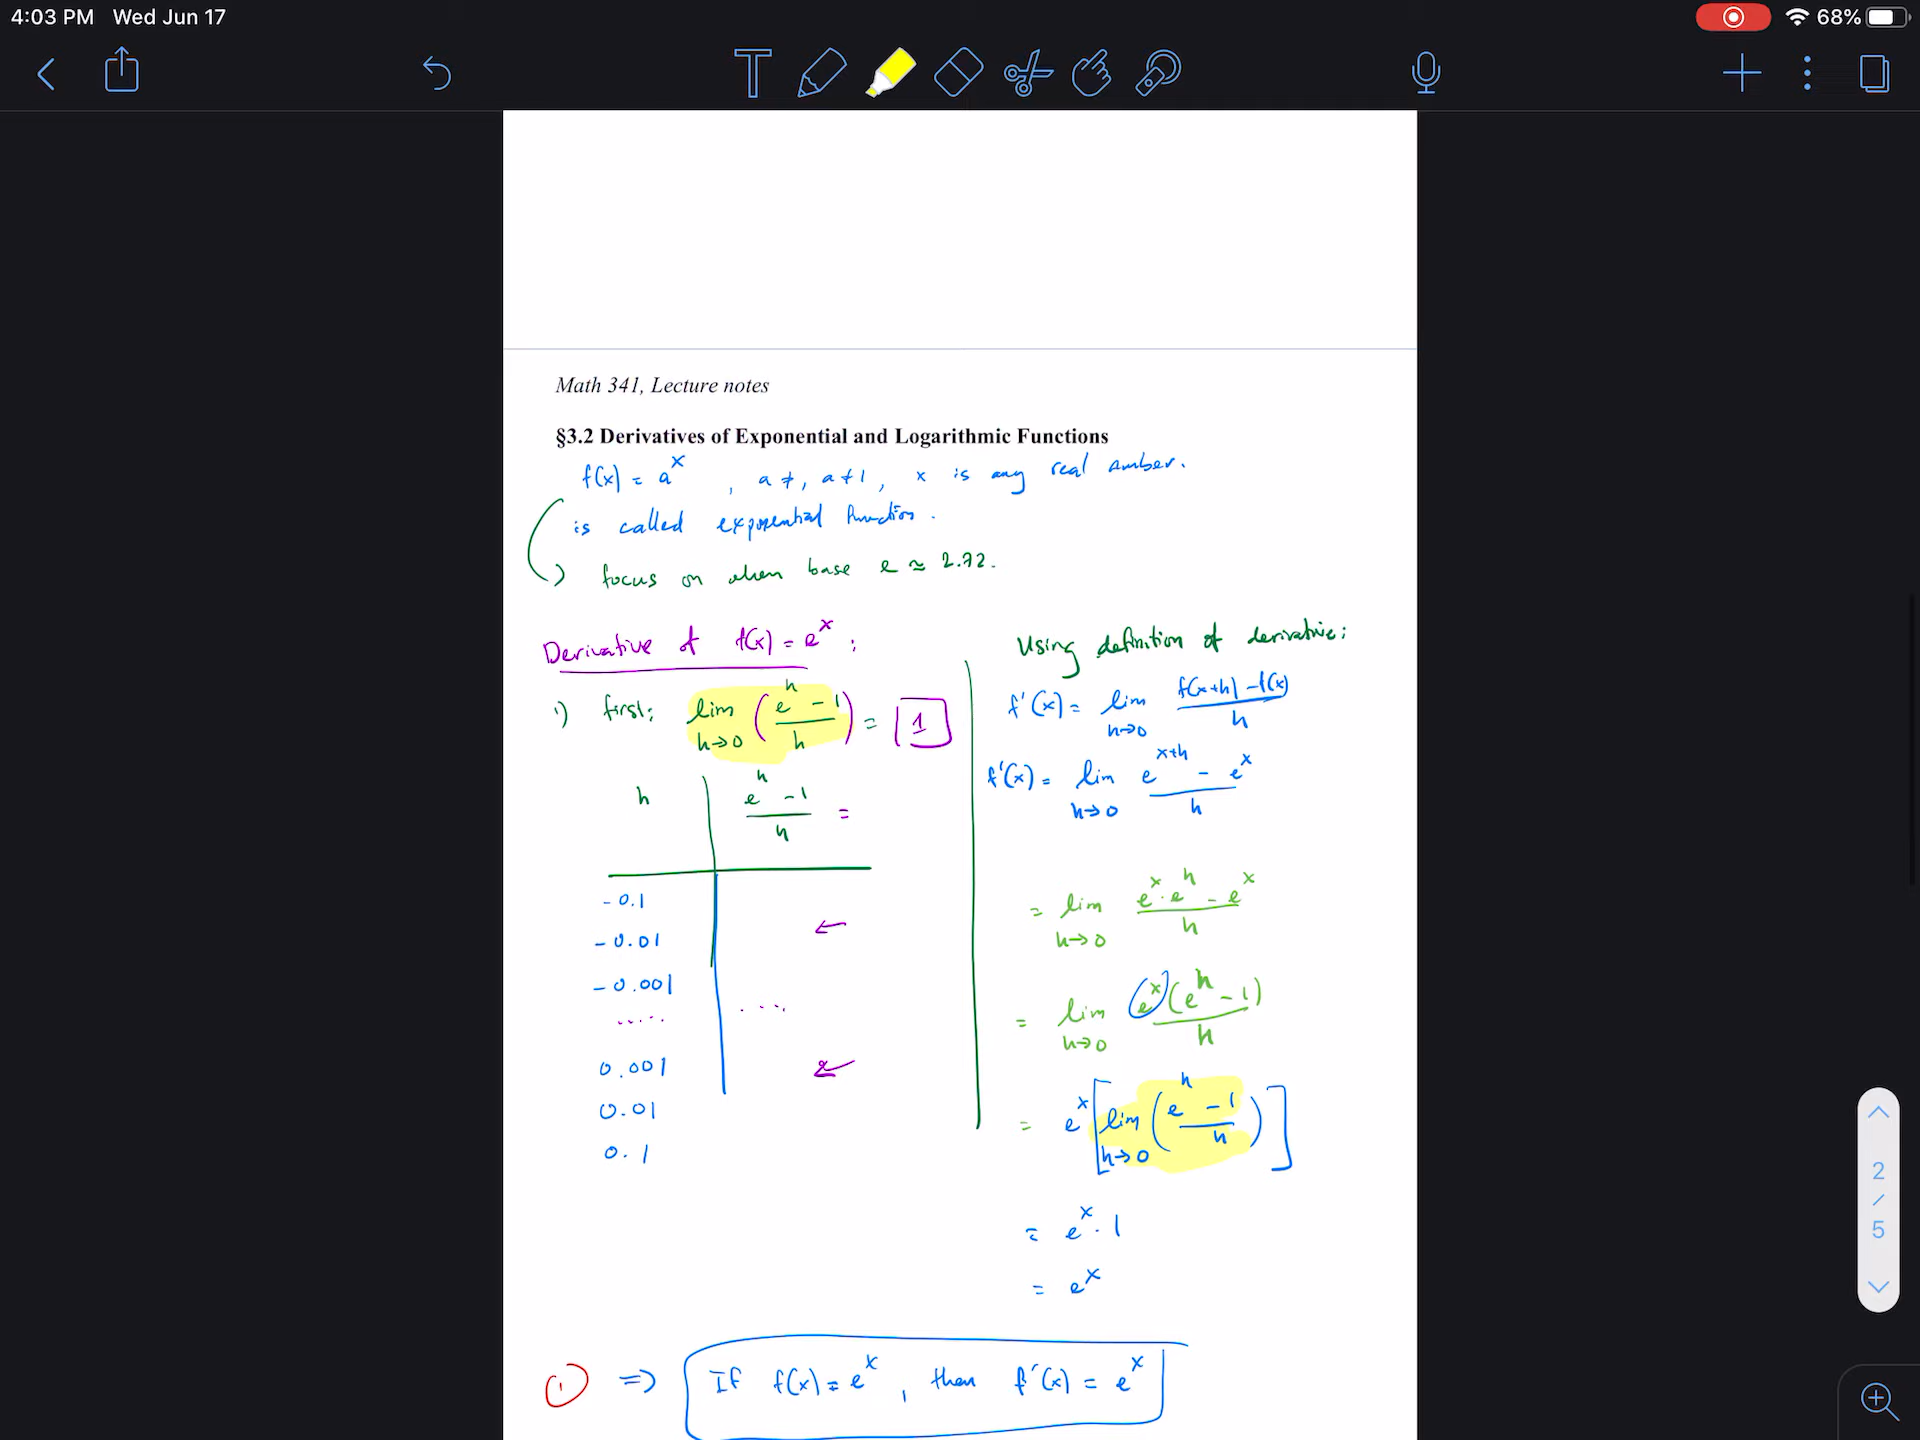 4:03 PM Wed Jun 17
68%
Math 341, Lecture notes
§3.2 Derivatives of Exponential and Logarithmic Functions
f(x) = a^x , a ≠, a ≠ 1, x is any real number.
is called exponential function.
focus on when base e ≈ 2.72.
Derivative of f(x) = e^x :
1) first: lim h→0 ((e^h - 1)/h) = 1
h | (e^h - 1)/h =
- 0.1
- 0.01
- 0.001
..... ....
0.001
0.01
0.1
Using definition of derivative:
f'(x) = lim h→0 (f(x+h) - f(x))/h
f'(x) = lim h→0 (e^(x+h) - e^x)/h
= lim h→0 (e^x · e^h - e^x)/h
= lim h→0 e^x (e^h - 1)/h
= e^x [lim h→0 ((e^h - 1)/h)]
= e^x · 1
= e^x
1 ⇒ If f(x) = e^x , then f'(x) = e^x
2
/
5